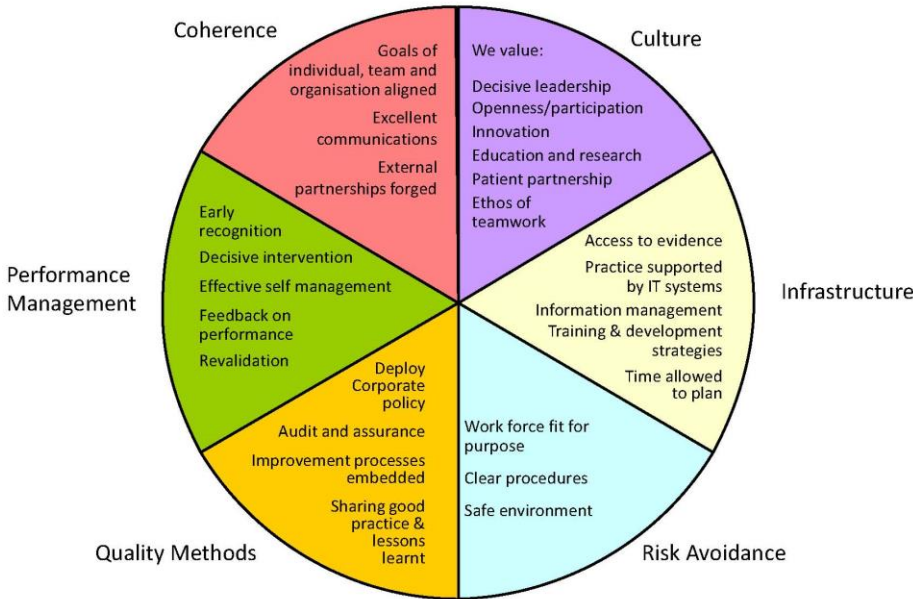 Coherence
Goals of
individual, team and
organisation aligned
Excellent
communications
External
partnerships forged
Culture
We value:
Decisive leadership
Openness/participation
Innovation
Education and research
Patient partnership
Ethos of
teamwork
Performance
Management
Early
recognition
Decisive intervention
Effective self management
Feedback on
performance
Revalidation
Infrastructure
Access to evidence
Practice supported
by IT systems
Information management
Training & development
strategies
Time allowed
to plan
Quality Methods
Deploy
Corporate
policy
Audit and assurance
Improvement processes
embedded
Sharing good
practice &
lessons
learnt
Risk Avoidance
Work force fit for
purpose
Clear procedures
Safe environment